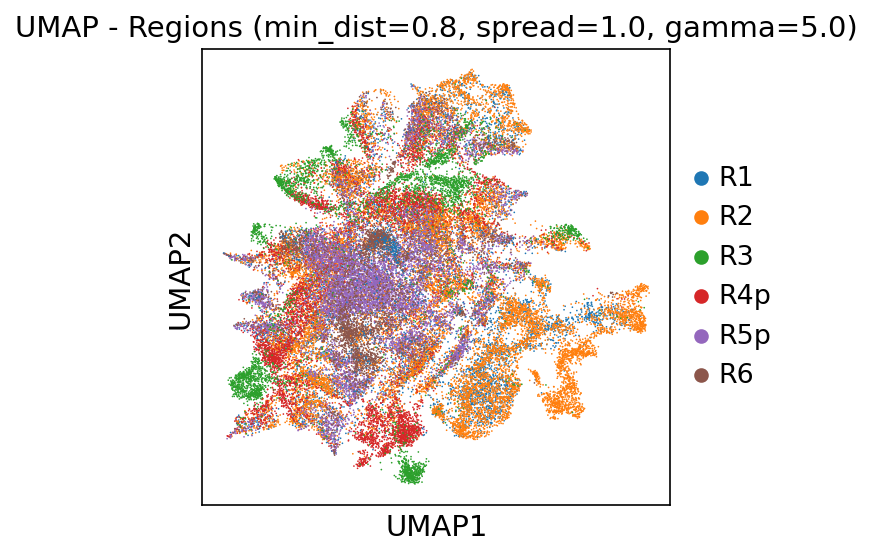 UMAP - Regions (min_dist=0.8, spread=1.0, gamma=5.0)
UMAP2
R1
R2
R3
R4p
R5p
R6
UMAP1